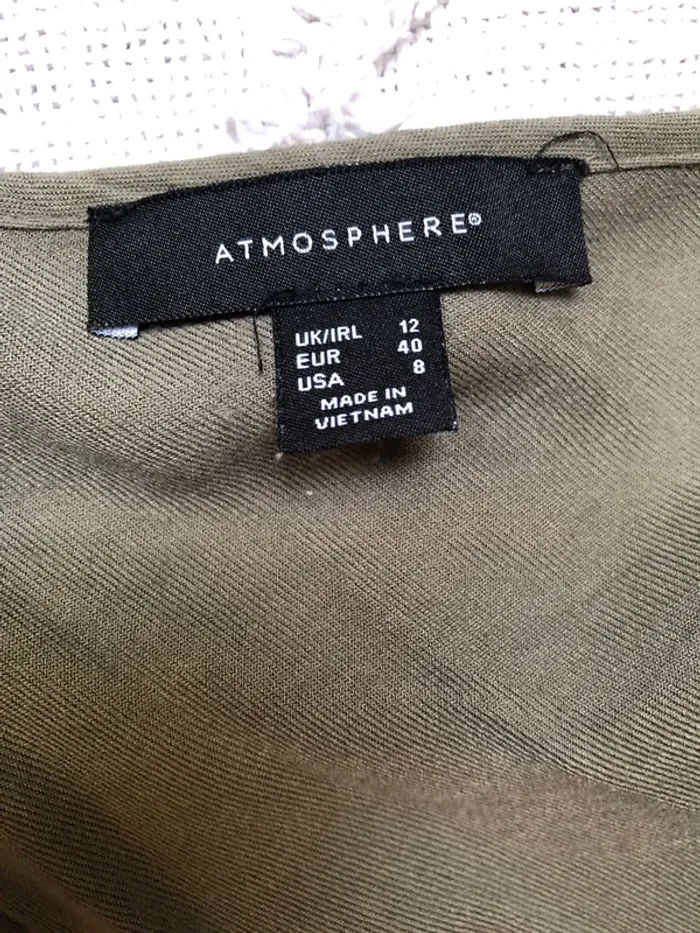 ATMOSPHERE®
UK/IRL 12
EUR 40
USA 8
MADE IN
VIETNAM